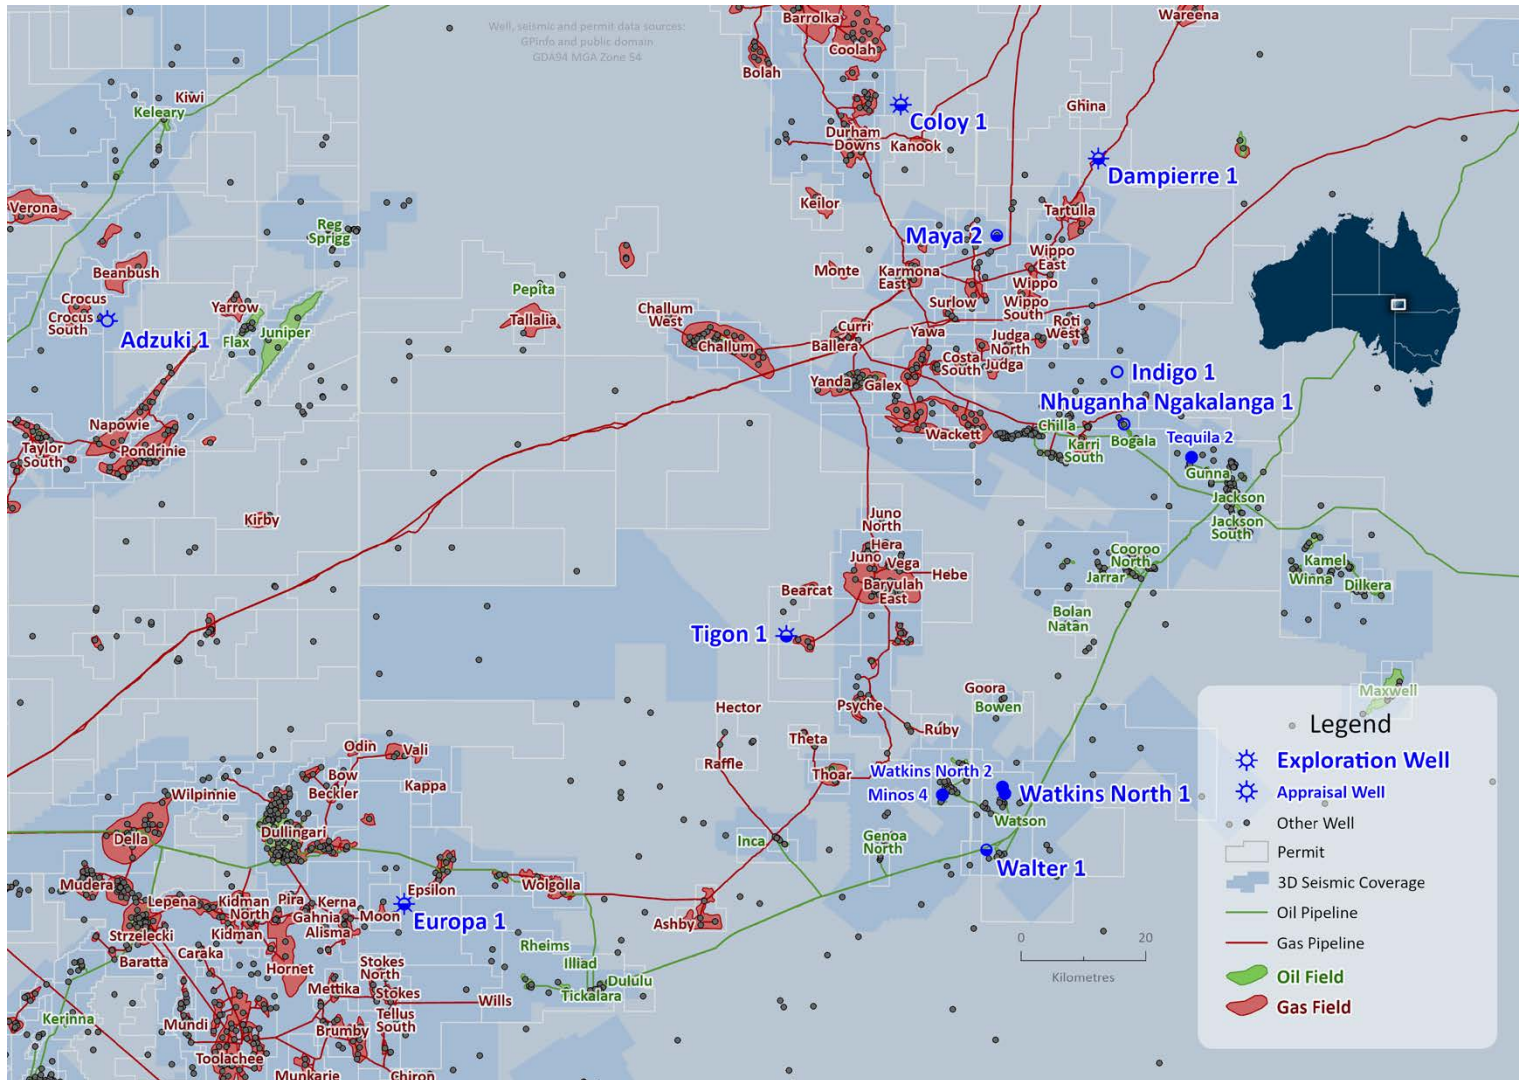 Well, seismic and permit data sources:
GPinfo and public domain
GDA94 MGA Zone 54
Barrolka
Coolah
Wareena
Bolah
Kiwi
Keleary
Coloy 1
Ghina
Durham
Downs
Kanook
Dampierre 1
Verona
Keilor
Tartulla
Reg
Sprigg
Maya 2
Wippo
East
Beanbush
Monte
Karmona
East
Wippo
Crocus
Crocus
South
Adzuki 1
Yarrow
Flax
Juniper
Pepita
Tallalia
Challum
West
Challum
Surlow
Wippo
South
Curri
Ballera
Yawa
Judga
North
Roti
West
Costa
South
Judga
Yanda
Galex
Indigo 1
Nhuganha Ngakalanga 1
Napowie
Taylor
South
Pondrinie
Wackett
Chilla
Karri
South
Bogala
Tequila 2
Gunna
Jackson
Jackson
South
Kirby
Juno
North
Hera
Juno
Vega
Hebe
Baryulah
East
Bearcat
Cooroo
North
Jarrar
Kamel
Winna
Dilkera
Bolan
Natan
Tigon 1
Maxwell
Goora
Bowen
Psyche
Ruby
Hector
Theta
Raffle
Thoar
Odin
Vali
Bow
Beckler
Kappa
Wilpinnie
Della
Dullingari
Watkins North 2
Minos 4
Watkins North 1
Watson
Inca
Genoa
North
Walter 1
Mudera
Lepena
Kidman
North
Pira
Kerna
Gahnia
Moon
Epsilon
Wolgolla
Europa 1
Ashby
Strzelecki
Kidman
Alisma
Baratta
Caraka
Hornet
Stokes
North
Rheims
Illiad
Dululu
Tickalara
Mettika
Stokes
Wills
Tellus
South
Kerinna
Mundi
Brumby
Toolachee
Munkarie
Chiron
Legend
Exploration Well
Appraisal Well
Other Well
Permit
3D Seismic Coverage
Oil Pipeline
Gas Pipeline
Oil Field
Gas Field
0 20
Kilometres